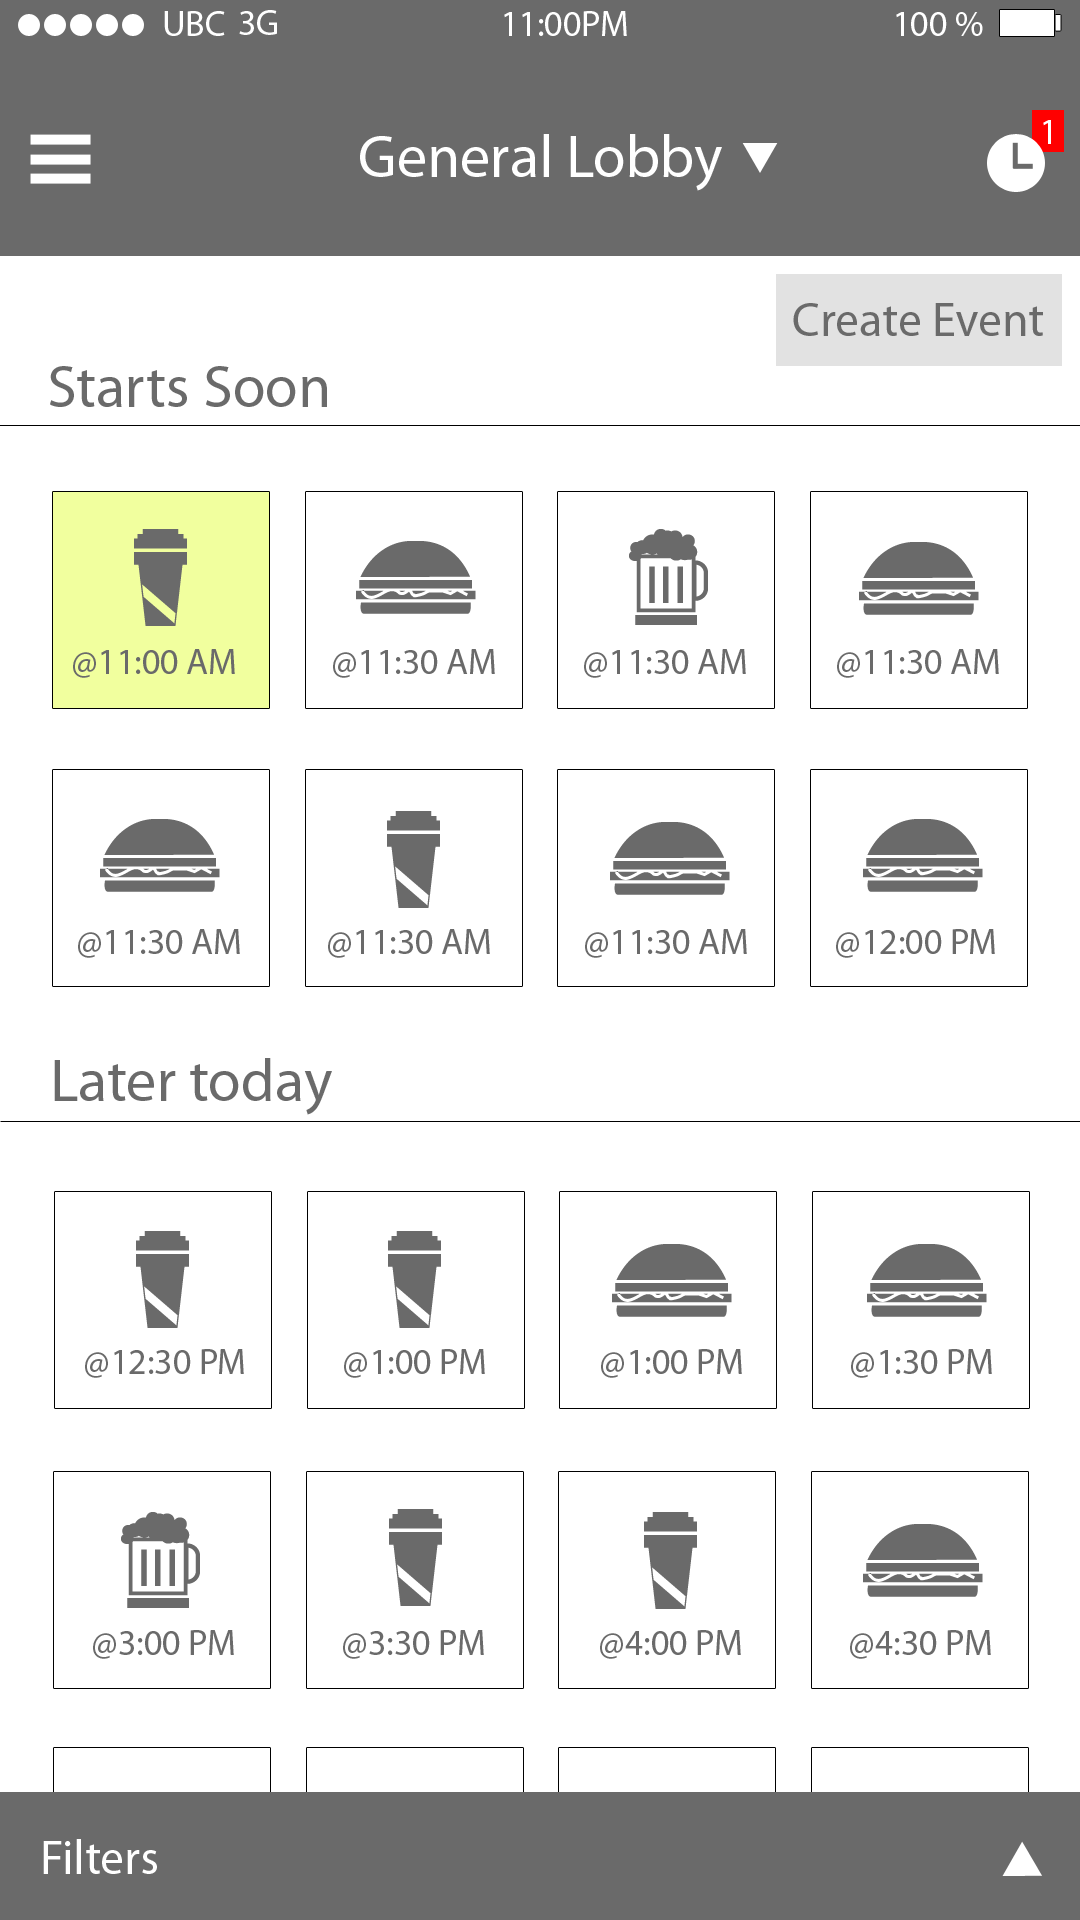 UBC 3G 11:00PM 100 %
General Lobby 1
Create Event
Starts Soon
@11:00 AM @11:30 AM @11:30 AM @11:30 AM
@11:30 AM @11:30 AM @11:30 AM @12:00 PM
Later today
@12:30 PM @1:00 PM @1:00 PM @1:30 PM
@3:00 PM @3:30 PM @4:00 PM @4:30 PM
Filters